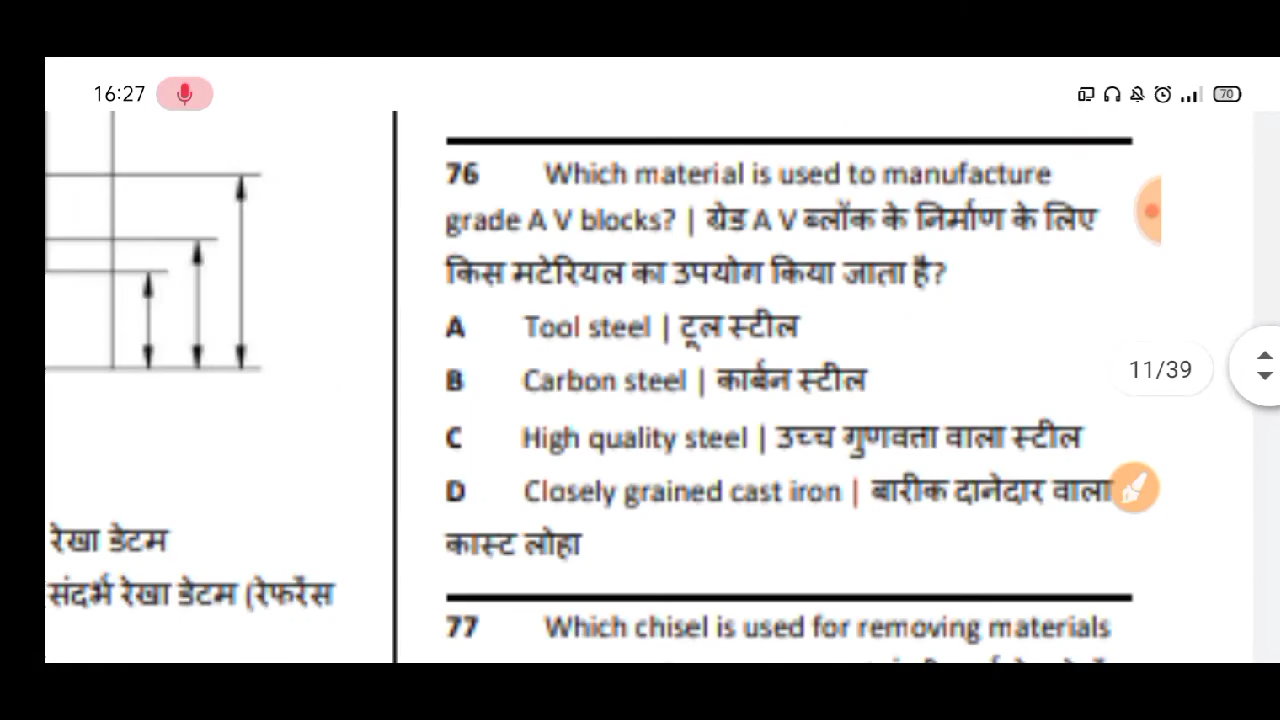 16:27
70
76 Which material is used to manufacture
grade A V blocks? | ग्रेड A V ब्लॉक के निर्माण के लिए
किस मटेरियल का उपयोग किया जाता है?
A Tool steel | टूल स्टील
B Carbon steel | कार्बन स्टील
C High quality steel | उच्च गुणवता वाला स्टील
D Closely grained cast iron | बारीक दानेदार वाला
कास्ट लोहा
11/39
रेखा डेटम
संदर्भ रेखा डेटम (रेफरेंस
77 Which chisel is used for removing materials